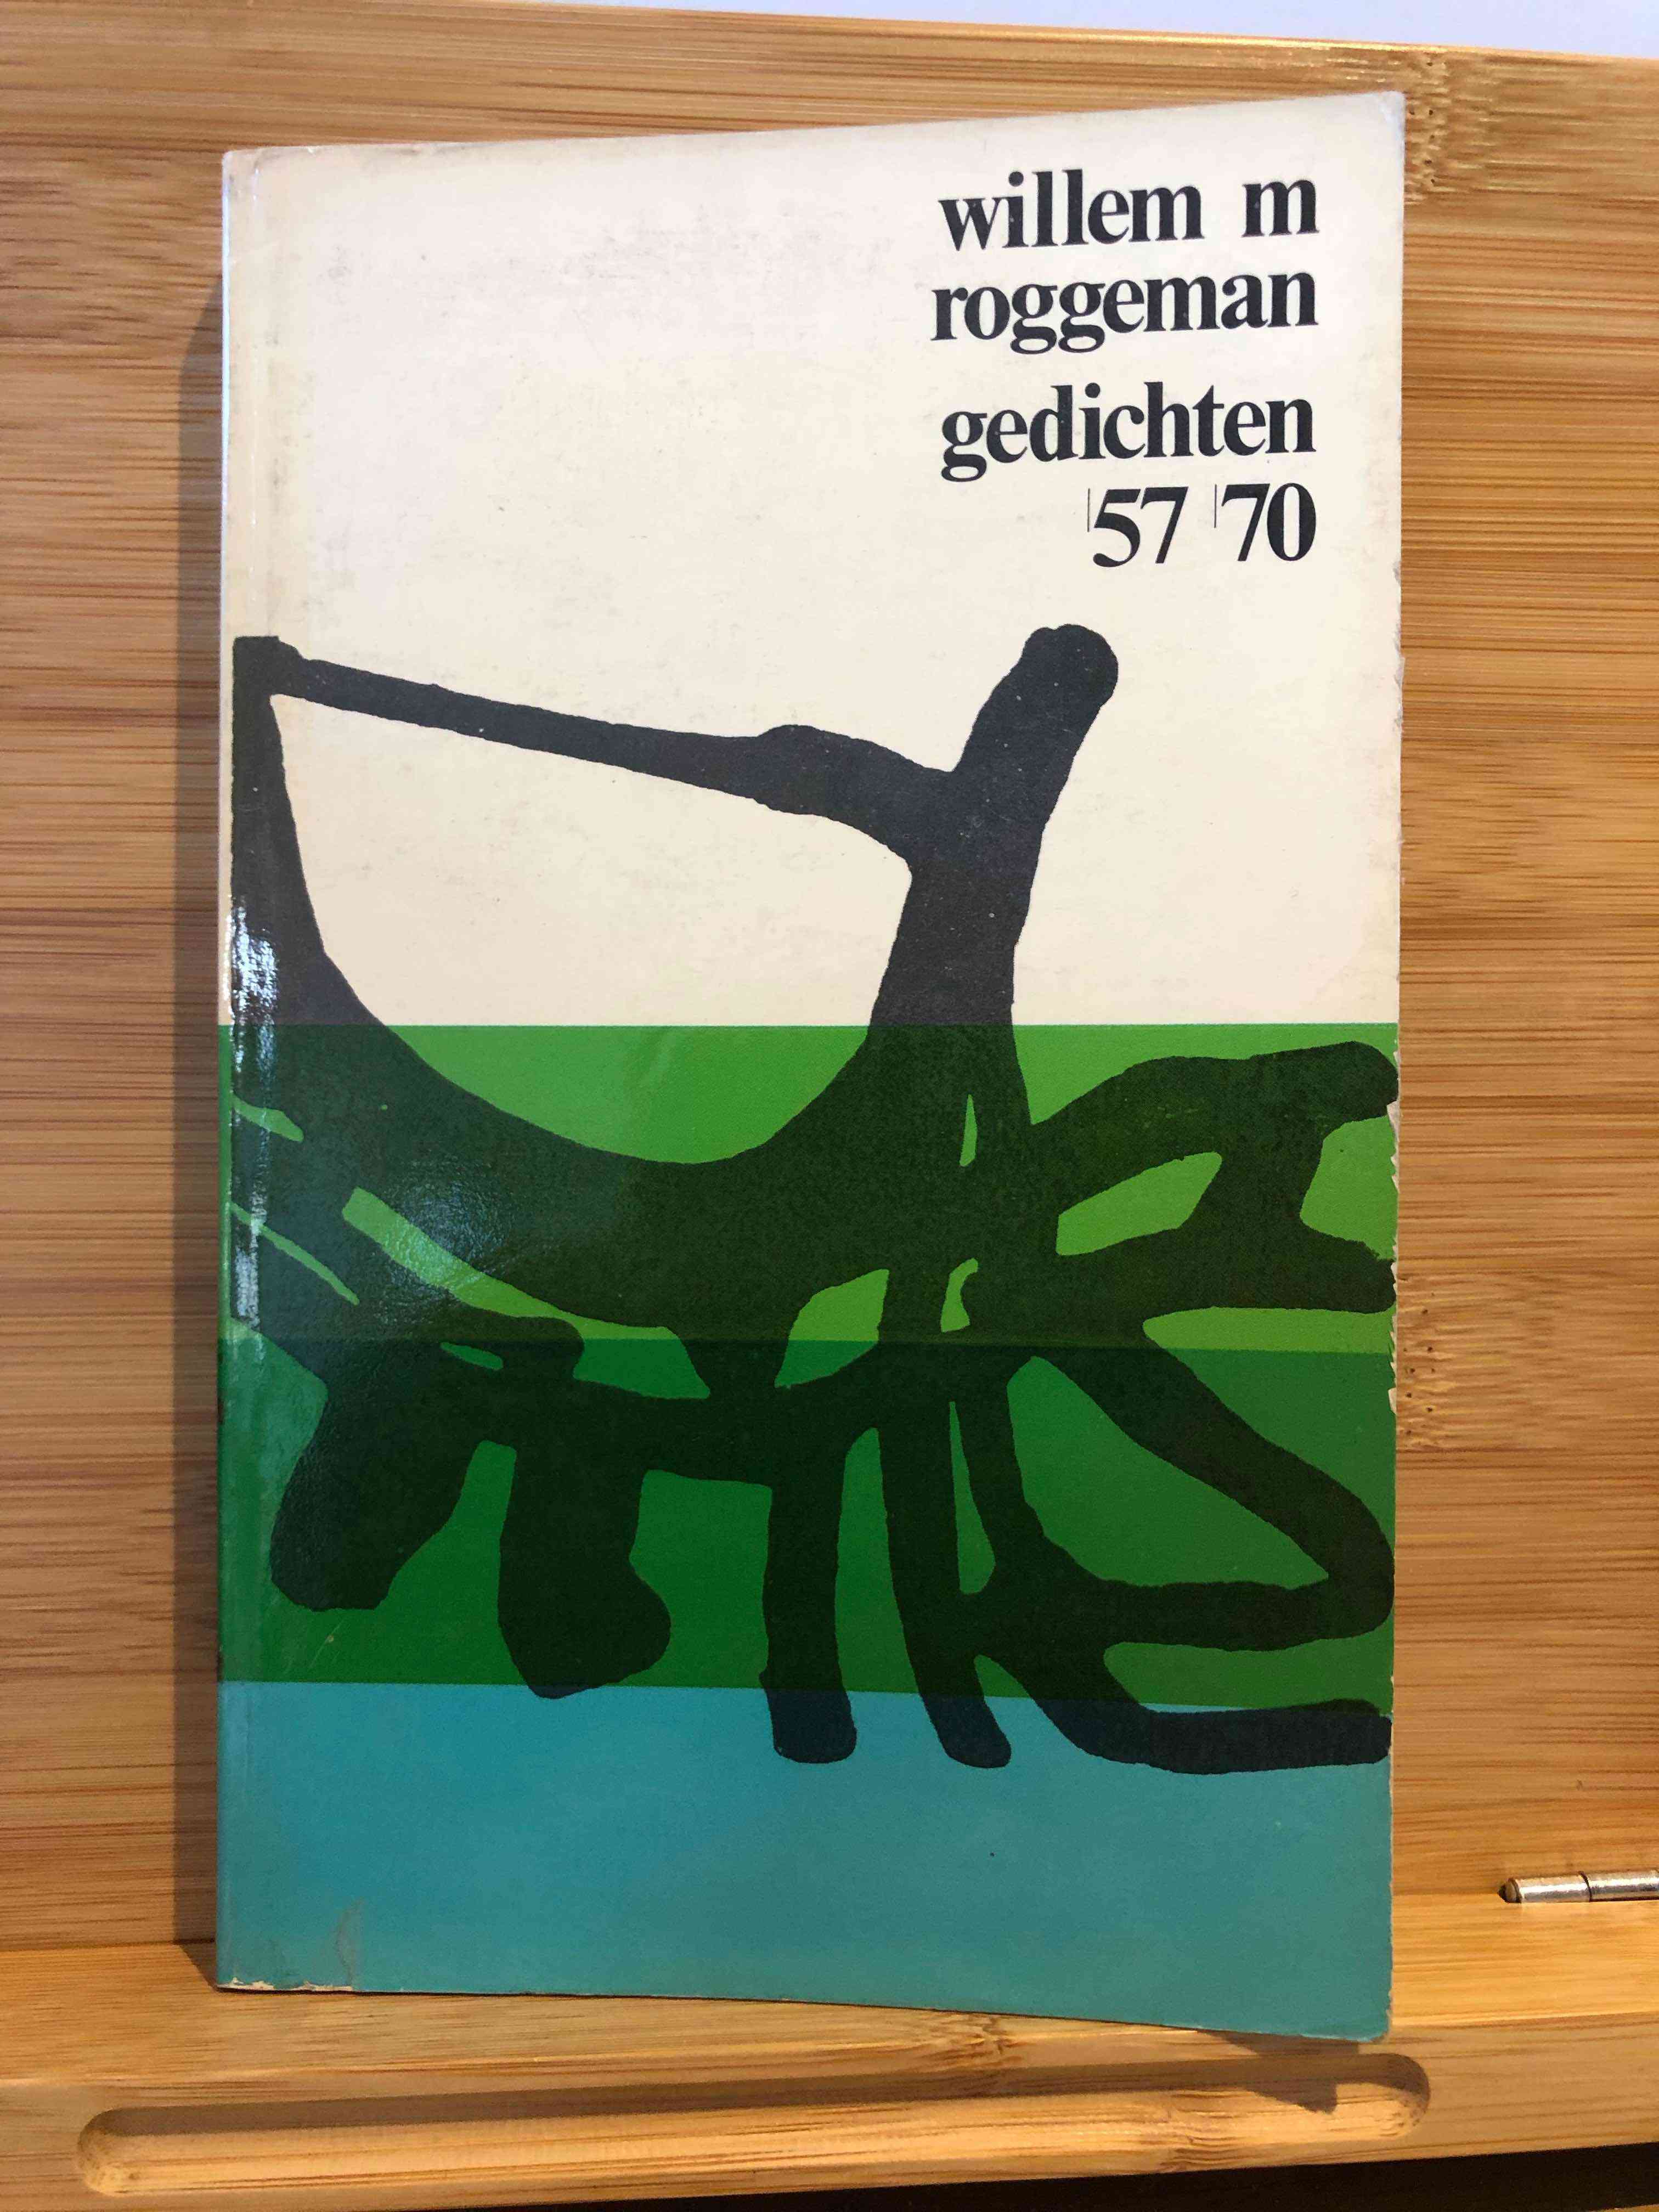 willem m
roggeman
gedichten
'57 '70